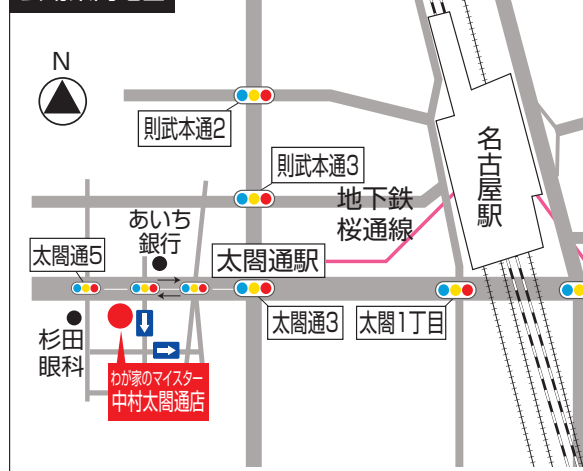 N
則武本通2
則武本通3
名古屋駅
地下鉄
桜通線
あいち
銀行
太閤通5
太閤通駅
太閤通3
太閤1丁目
杉田
眼科
わが家のマイスター
中村太閤通店